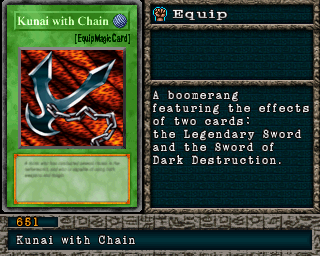 Kunai with Chain
[EquipMagicCard]
Equip
A boomerang
featuring the effects
of two cards:
the Legendary Sword
and the Sword of
Dark Destruction.
651
Kunai with Chain